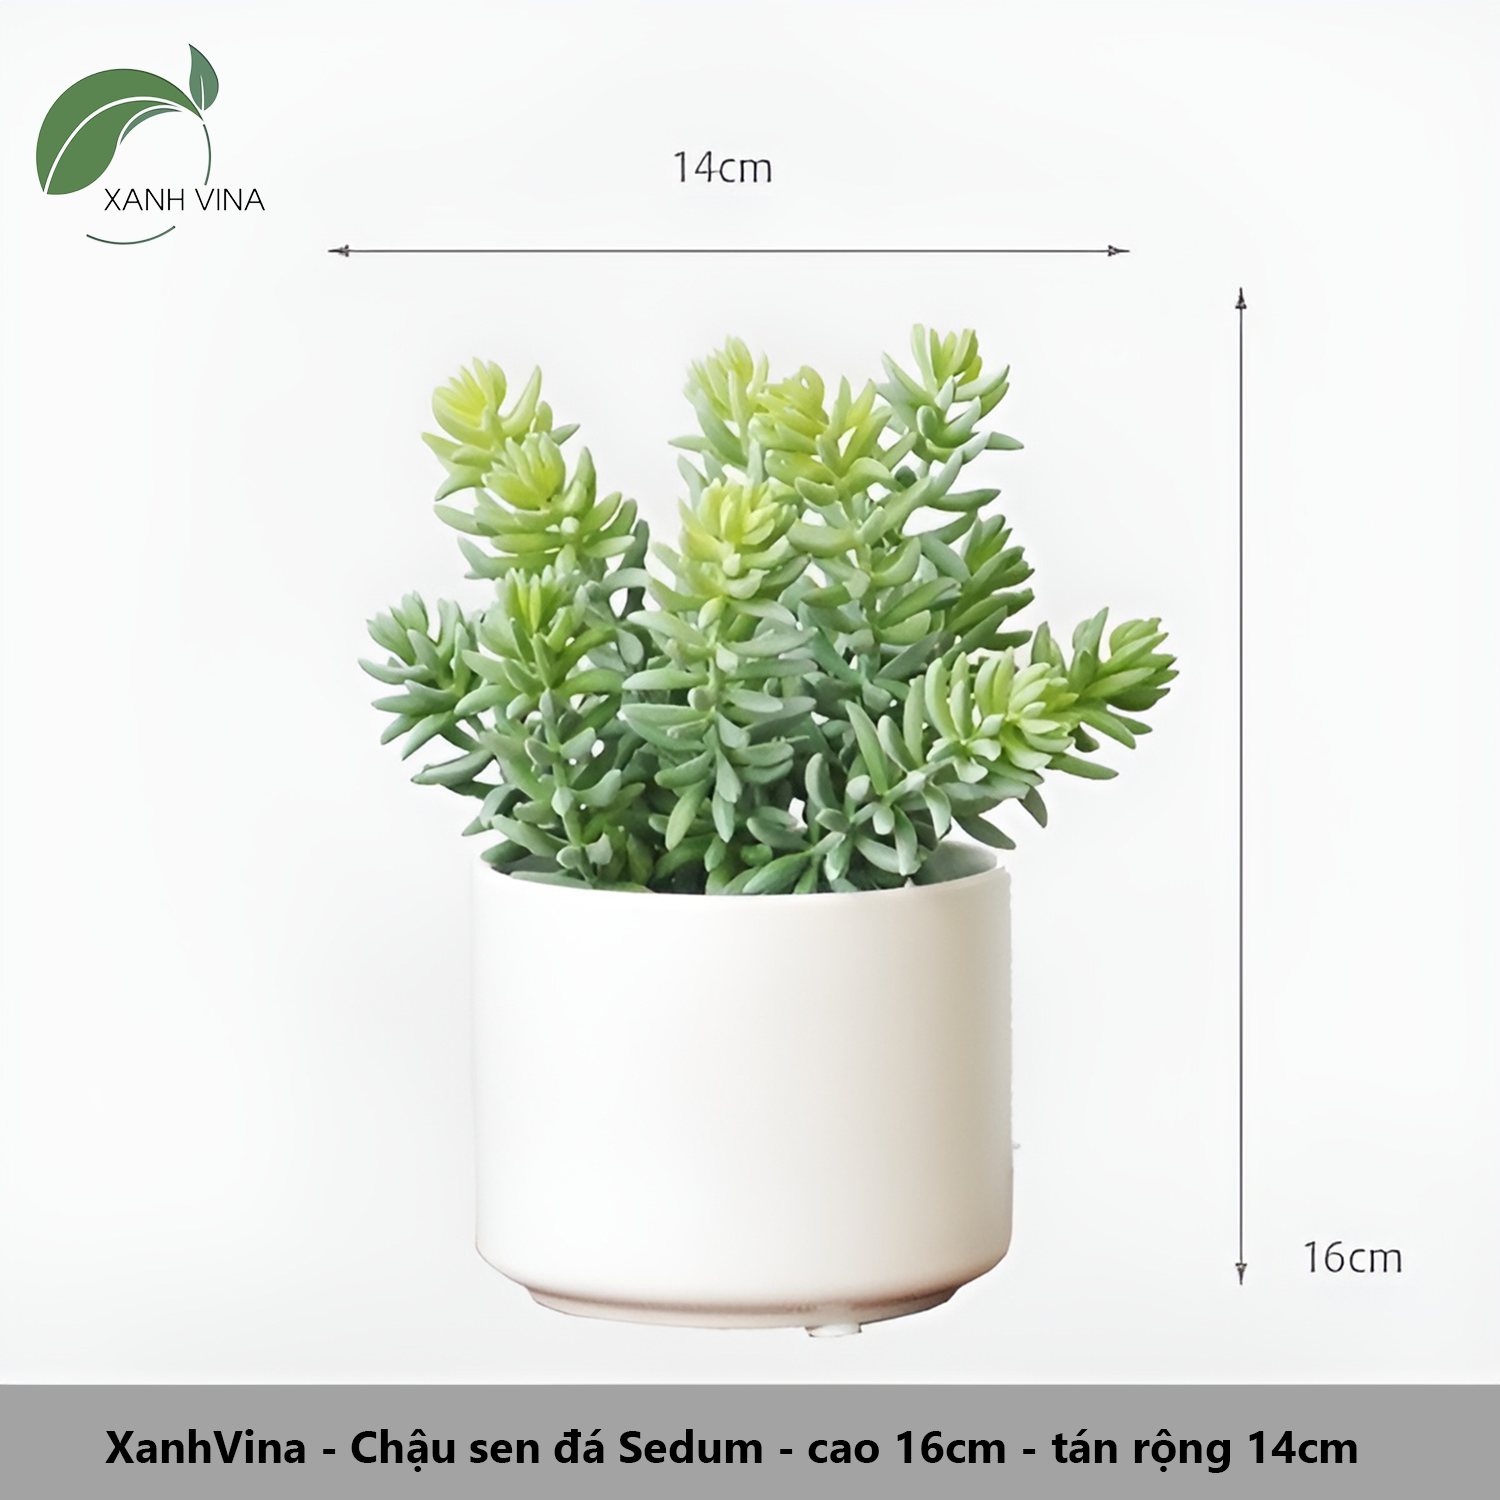 XANH VINA
14cm
16cm
XanhVina - Chậu sen đá Sedum - cao 16cm - tán rộng 14cm